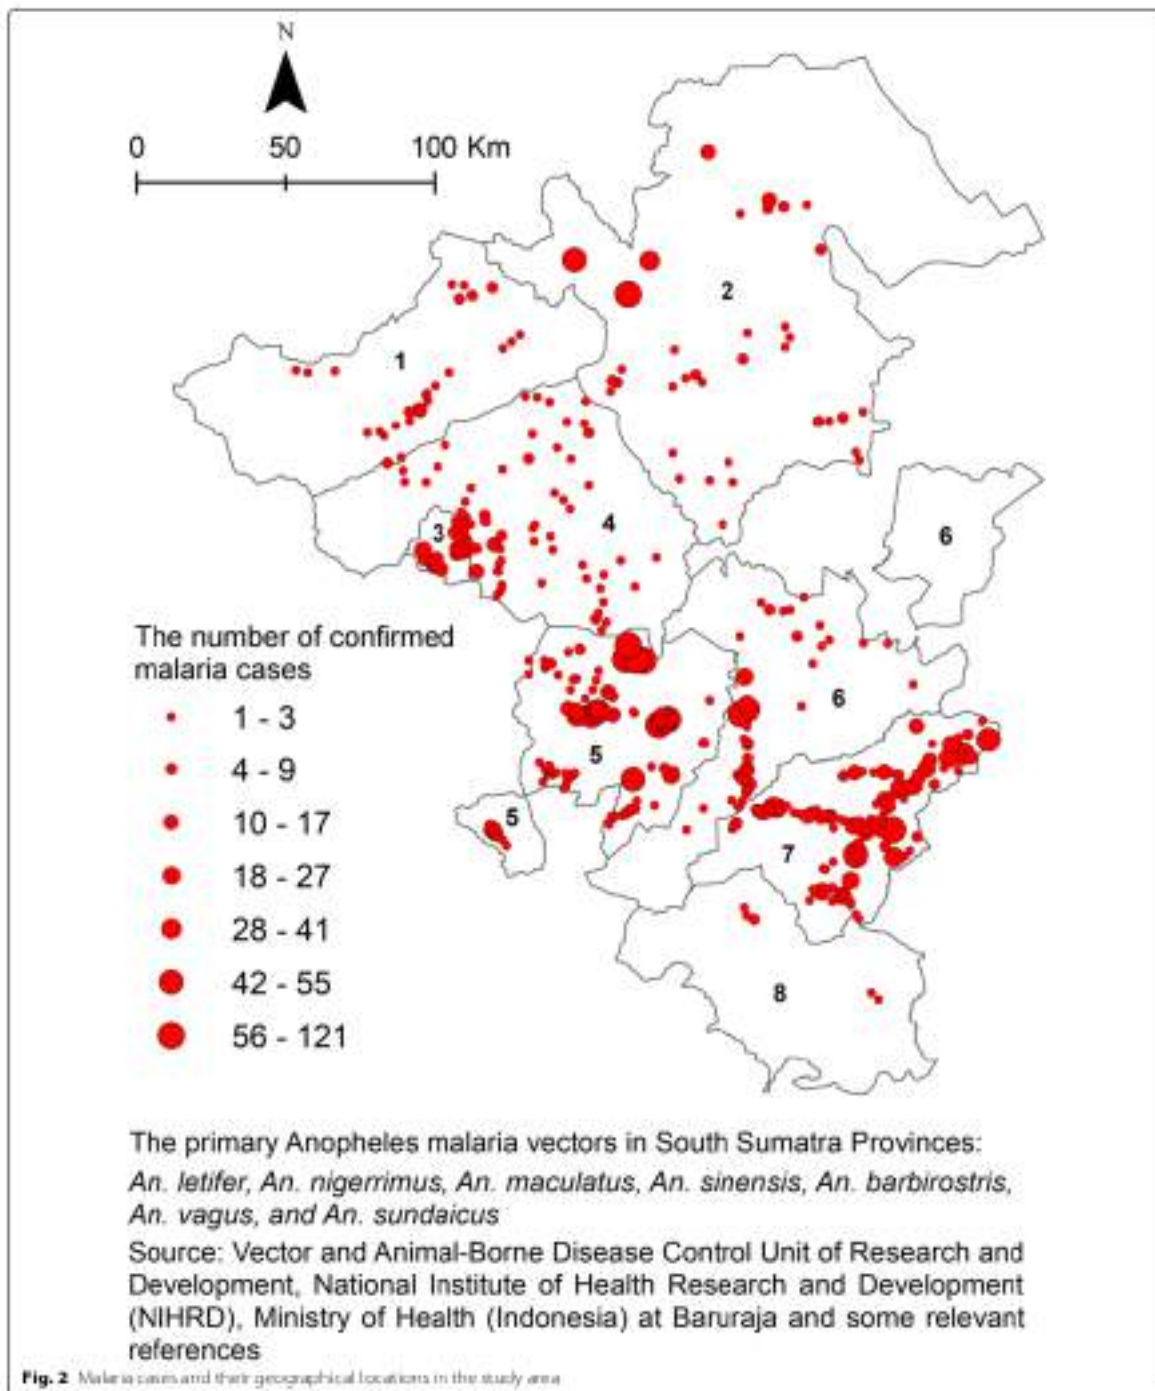 N
0 50 100 Km
2
1
3
4
6
The number of confirmed
malaria cases
1 - 3
4 - 9
10 - 17
18 - 27
28 - 41
42 - 55
56 - 121
6
5
5
7
8
The primary Anopheles malaria vectors in South Sumatra Provinces:
An. letifer, An. nigerrimus, An. maculatus, An. sinensis, An. barbirostris,
An. vagus, and An. sundaicus
Source: Vector and Animal-Borne Disease Control Unit of Research and
Development, National Institute of Health Research and Development
(NIHRD), Ministry of Health (Indonesia) at Baruraja and some relevant
references
Fig. 2 Malaria cases and their geographical locations in the study area